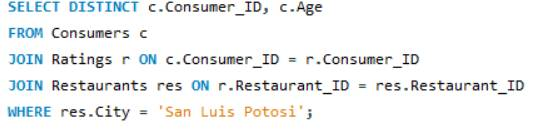 SELECT DISTINCT c.Consumer_ID, c.Age
FROM Consumers c
JOIN Ratings r ON c.Consumer_ID = r.Consumer_ID
JOIN Restaurants res ON r.Restaurant_ID = res.Restaurant_ID
WHERE res.City = 'San Luis Potosi';